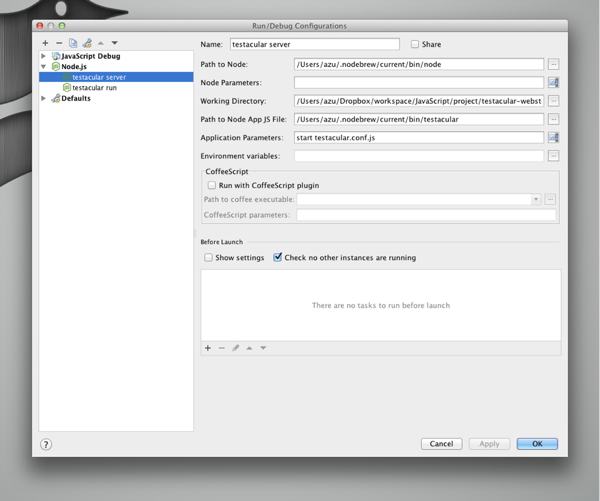 Run/Debug Configurations
JavaScript Debug
Node.js
testacular server
testacular run
Defaults
Name: testacular server Share
Path to Node: /Users/azu/.nodebrew/current/bin/node
Node Parameters:
Working Directory: /Users/azu/Dropbox/workspace/JavaScript/project/testacular-webst
Path to Node App JS File: /Users/azu/.nodebrew/current/bin/testacular
Application Parameters: start testacular.conf.js
Environment variables:
CoffeeScript
Run with CoffeeScript plugin
Path to coffee executable:
CoffeeScript parameters:
Before Launch
Show settings Check no other instances are running
There are no tasks to run before launch
? Cancel Apply OK